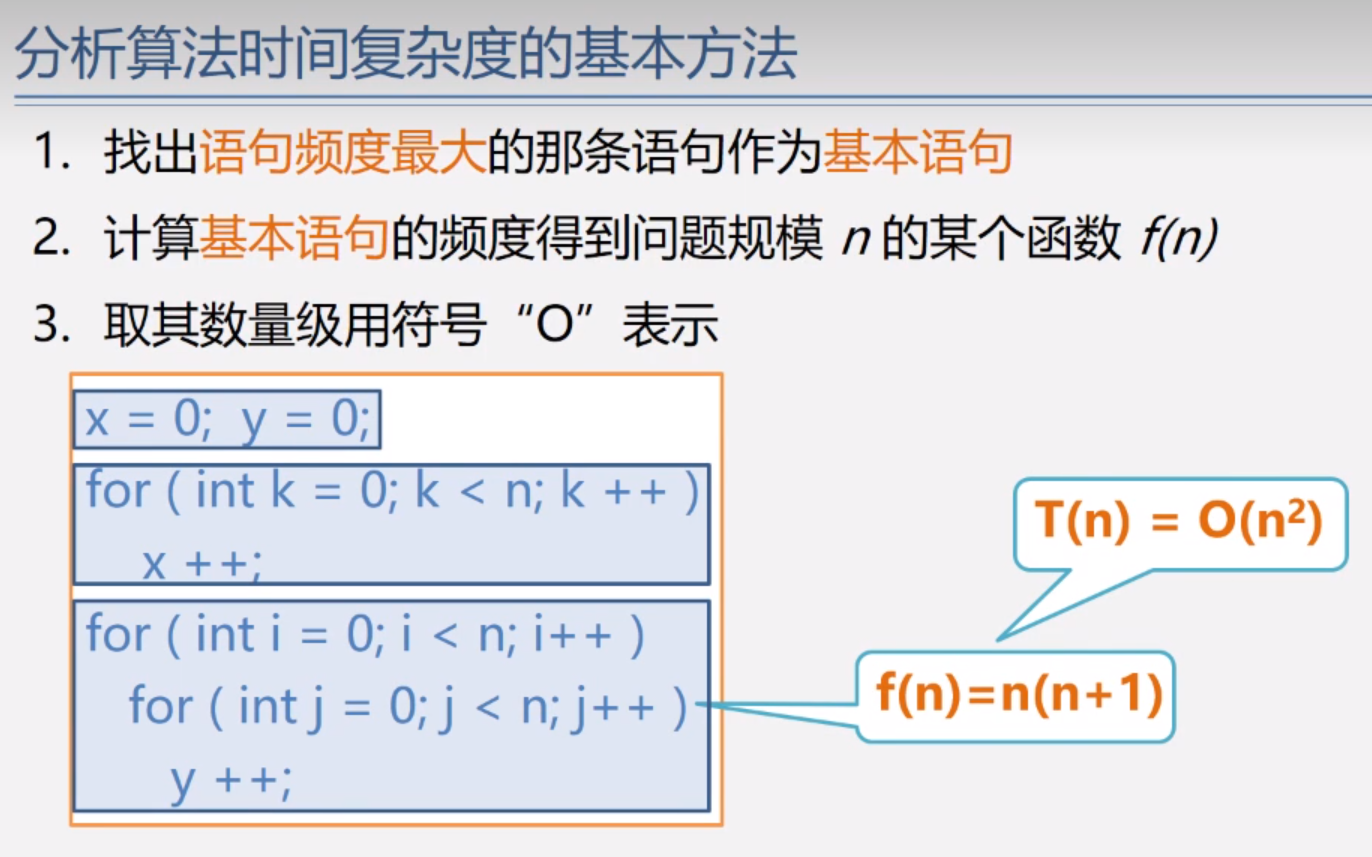 分析算法时间复杂度的基本方法
1. 找出语句频度最大的那条语句作为基本语句
2. 计算基本语句的频度得到问题规模 n 的某个函数 f(n)
3. 取其数量级用符号“O”表示
x = 0; y = 0;
for ( int k = 0; k < n; k ++ )
x ++;
for ( int i = 0; i < n; i++ )
for ( int j = 0; j < n; j++ )
y ++;
T(n) = O(n²)
f(n)=n(n+1)